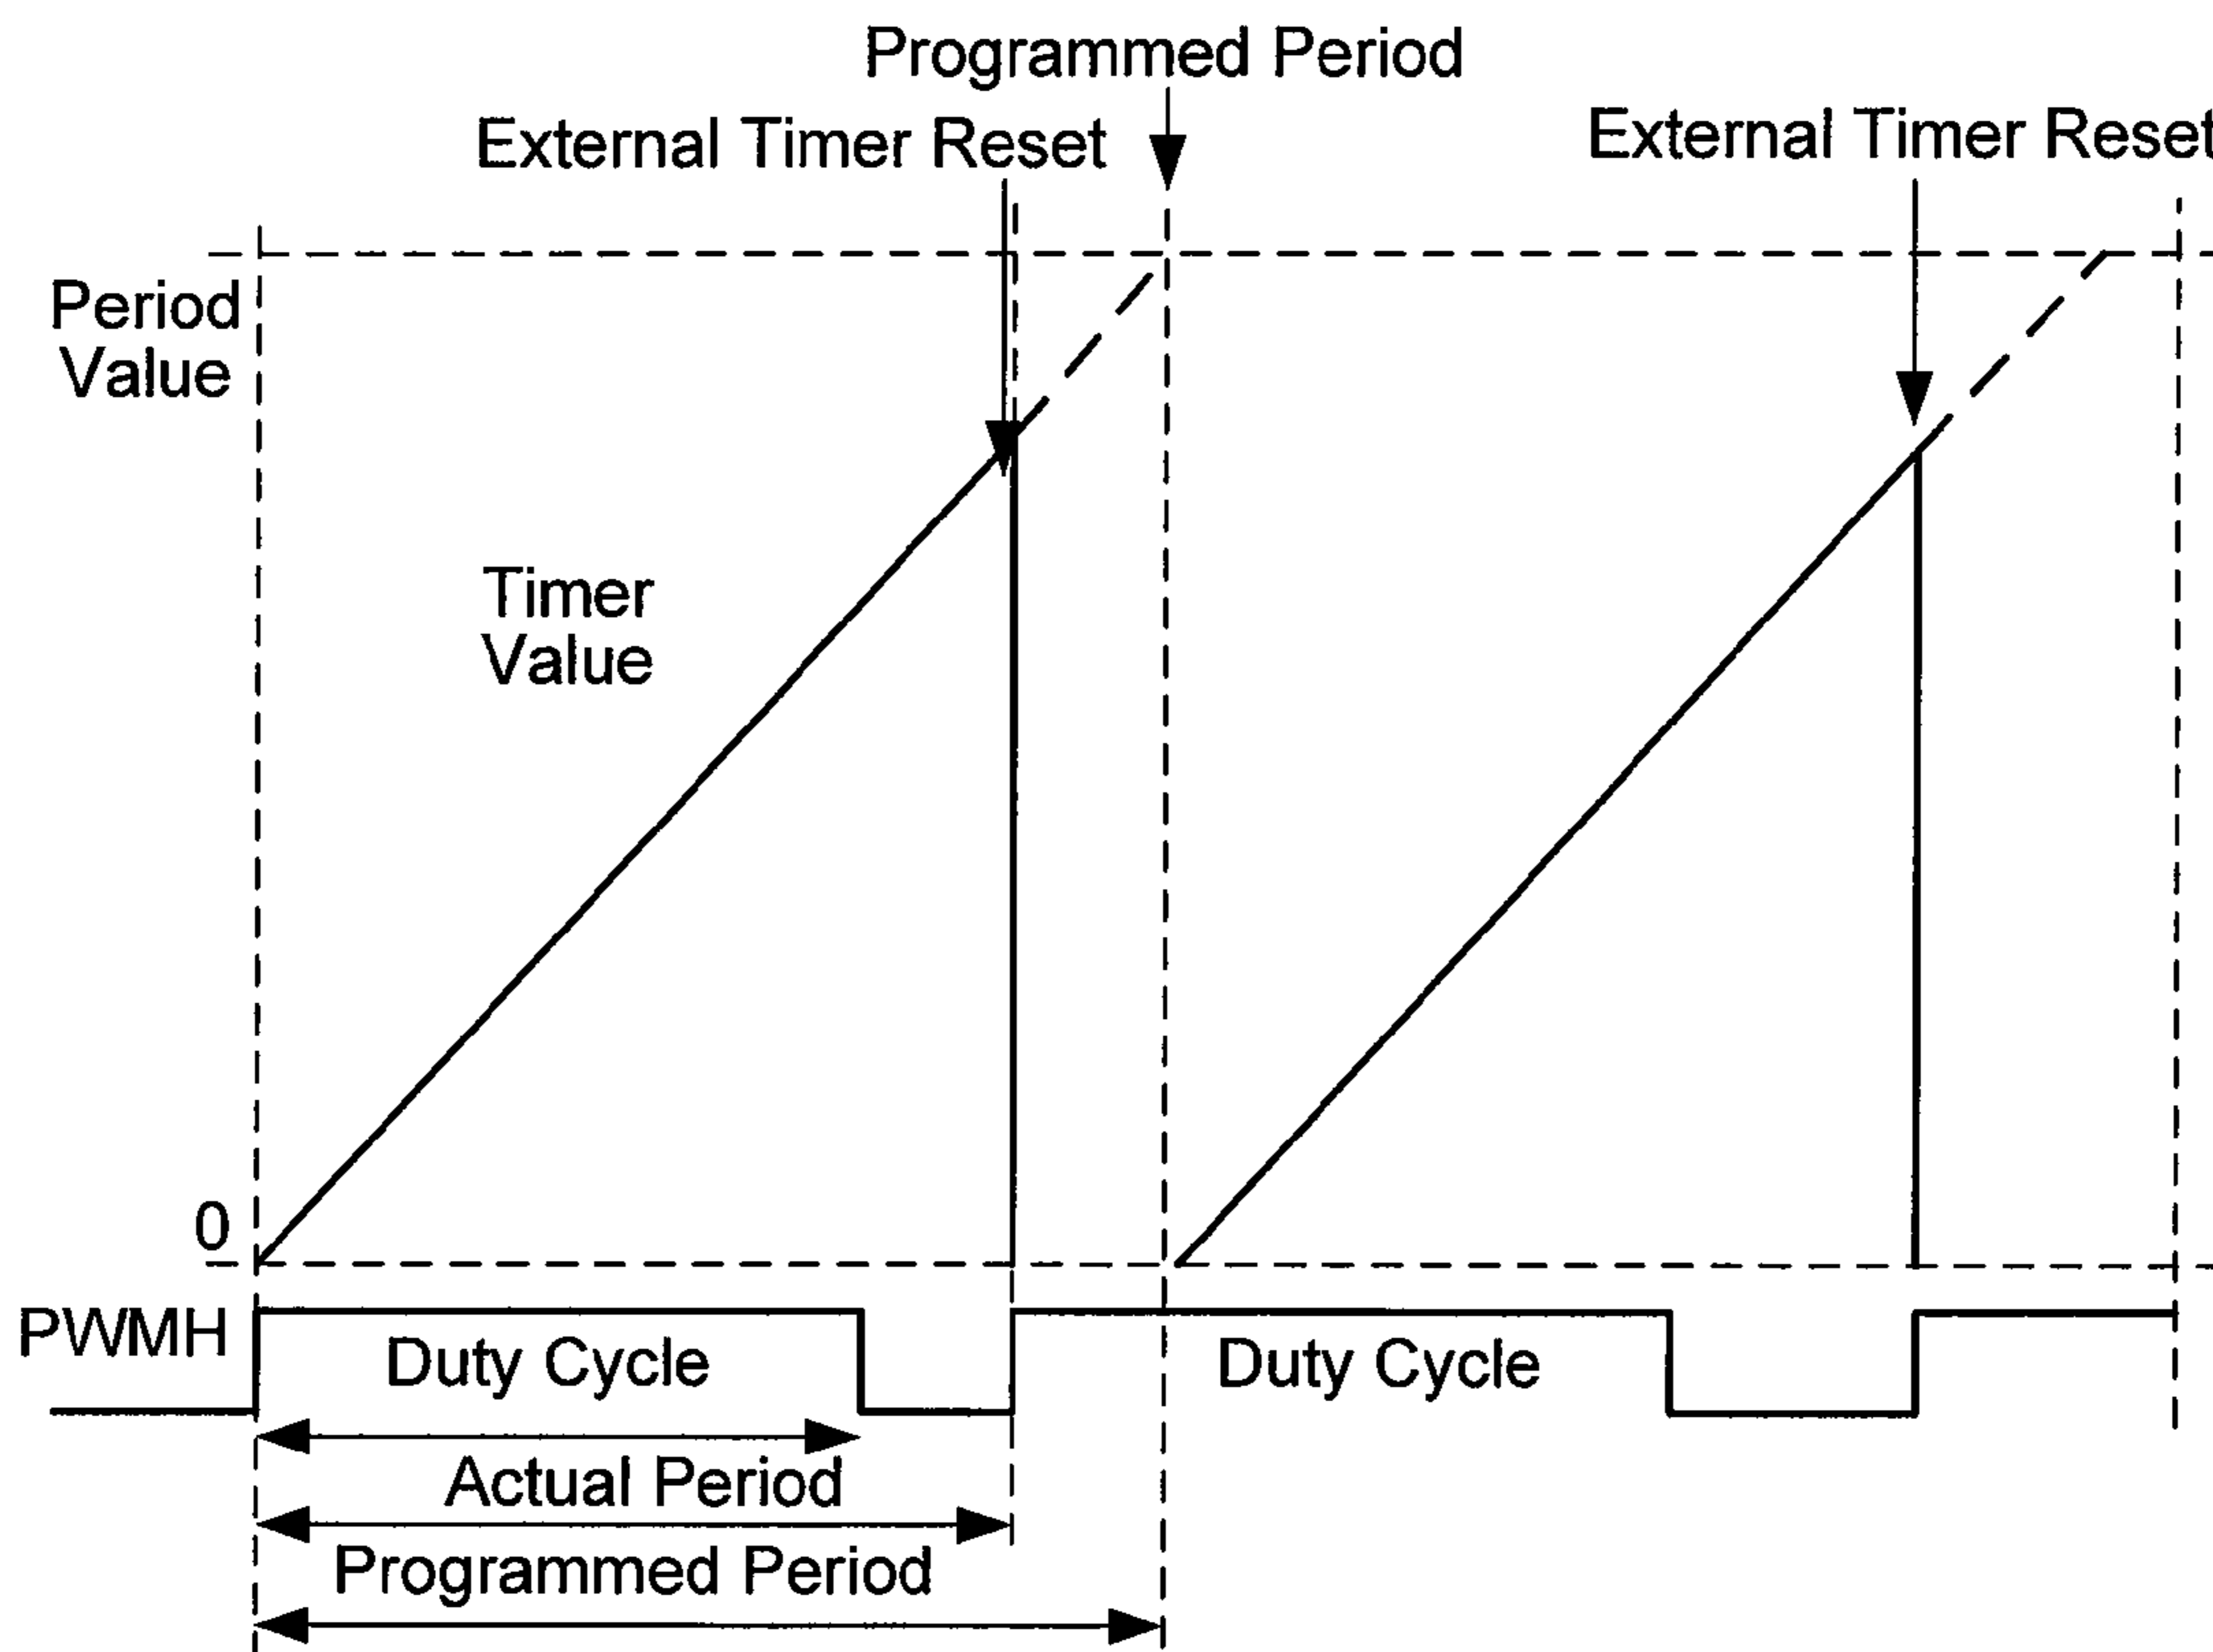 Programmed Period
External Timer Reset
External Timer Reset
Period
Value
Timer
Value
0
PWMH
Duty Cycle
Duty Cycle
Actual Period
Programmed Period